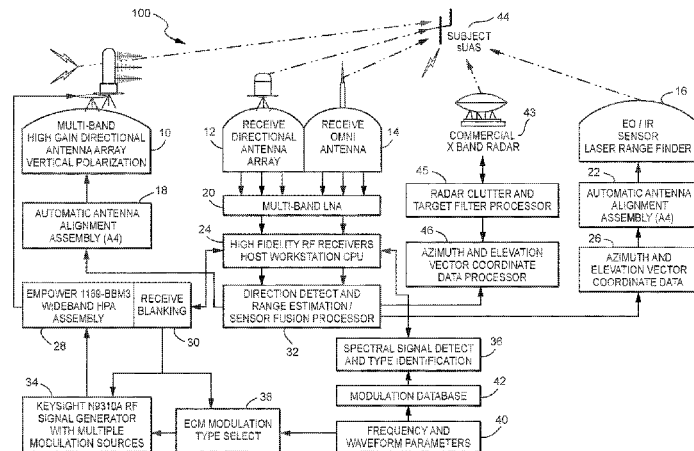 100
44
SUBJECT
sUAS
MULTI-BAND
HIGH GAIN DIRECTIONAL
ANTENNA ARRAY
VERTICAL POLARIZATION
10
12
RECEIVE
DIRECTIONAL
ANTENNA
ARRAY
RECEIVE
OMNI
ANTENNA
14
COMMERCIAL
X BAND RADAR
43
16
EO / IR
SENSOR
LASER RANGE FINDER
18
AUTOMATIC ANTENNA
ALIGNMENT
ASSEMBLY (A4)
20
MULTI-BAND LNA
45
RADAR CLUTTER AND
TARGET FILTER PROCESSOR
22
AUTOMATIC ANTENNA
ALIGNMENT
ASSEMBLY (A4)
24
HIGH FIDELITY RF RECEIVERS
HOST WORKSTATION CPU
46
AZIMUTH AND ELEVATION
VECTOR COORDINATE
DATA PROCESSOR
26
AZIMUTH AND
ELEVATION VECTOR
COORDINATE DATA
EMPOWER 1189-BBM3
WIDEBAND HPA
ASSEMBLY
28
RECEIVE
BLANKING
30
DIRECTION DETECT AND
RANGE ESTIMATION /
SENSOR FUSION PROCESSOR
32
SPECTRAL SIGNAL DETECT
AND TYPE IDENTIFICATION
36
34
KEYSIGHT N9310A RF
SIGNAL GENERATOR
WITH MULTIPLE
MODULATION SOURCES
38
ECM MODULATION
TYPE SELECT
MODULATION DATABASE
42
FREQUENCY AND
WAVEFORM PARAMETERS
40